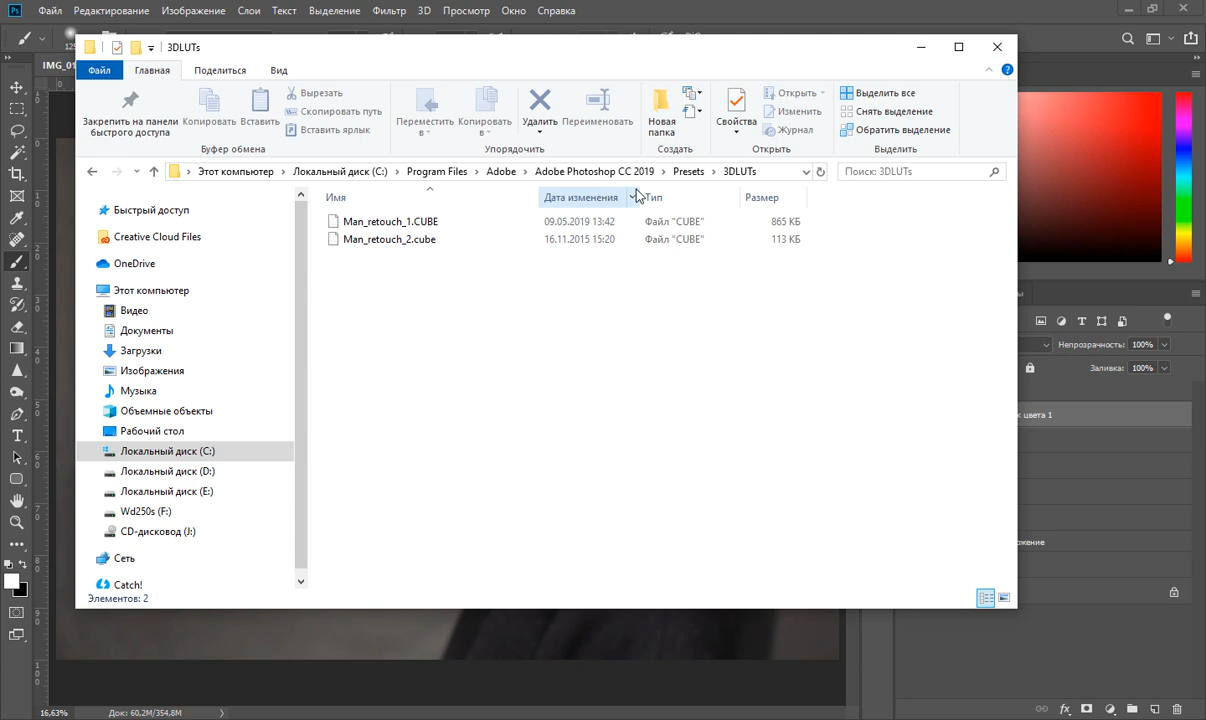 Ps Файл Редактирование Изображение Слои Текст Выделение Фильтр 3D Просмотр Окно Справка
3DLUTs
IMG_01
Файл Главная Поделиться Вид
Закрепить на панели быстрого доступа
Копировать
Вставить
Вырезать
Скопировать путь
Вставить ярлык
Буфер обмена
Переместить в
Копировать в
Удалить
Переименовать
Упорядочить
Новая папка
Создать
Свойства
Открыть
Изменить
Журнал
Открыть
Выделить все
Снять выделение
Обратить выделение
Выделить
Этот компьютер Локальный диск (C:) Program Files Adobe Adobe Photoshop CC 2019 Presets 3DLUTs
Поиск: 3DLUTs
Имя Дата изменения Тип Размер
Man_retouch_1.CUBE 09.05.2019 13:42 Файл "CUBE" 865 КБ
Man_retouch_2.cube 16.11.2015 15:20 Файл "CUBE" 113 КБ
Быстрый доступ
Creative Cloud Files
OneDrive
Этот компьютер
Видео
Документы
Загрузки
Изображения
Музыка
Объемные объекты
Рабочий стол
Локальный диск (C:)
Локальный диск (D:)
Локальный диск (E:)
Wd250s (F:)
CD-дисковод (J:)
Сеть
Catch!
Элементов: 2
Непрозрачность: 100%
Заливка: 100%
к цвета 1
ожение
16,63% Док: 60,2M/354,8M